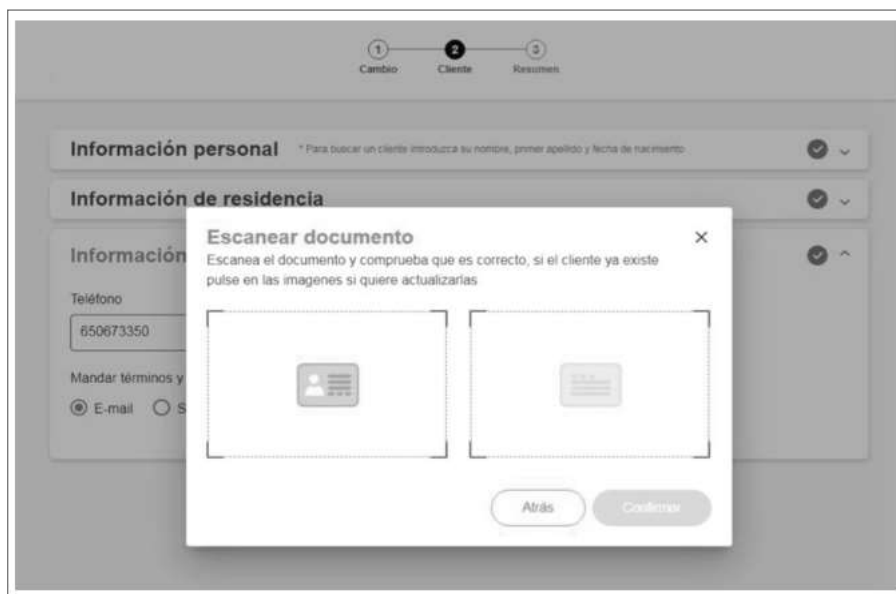 1 2 3
Cambio Cliente Resumen
Información personal * Para buscar un cliente introduzca su nombre, primer apellido y fecha de nacimiento
Información de residencia
Información
Escanear documento
Escanea el documento y comprueba que es correcto, si el cliente ya existe
pulse en las imagenes si quiere actualizarlas
Teléfono
650673350
Mandar términos y
E-mail S
Atrás Confirmar